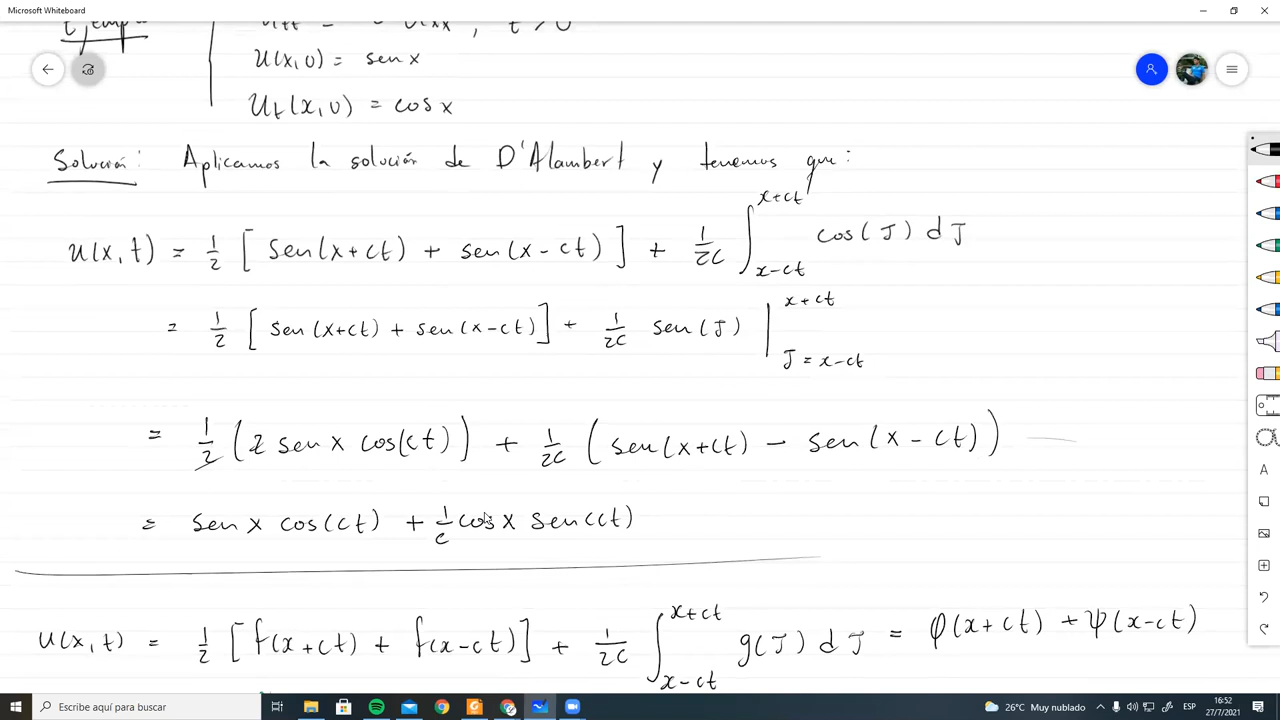 Microsoft Whiteboard
Ejemplo
u(x,0) = sen x
Ut(x,0) = cos x
Solución: Aplicamos la solución de D'Alambert y tenemos que:
u(x,t) = 1/2 [sen(x+ct) + sen(x-ct)] + 1/2c ∫_{x-ct}^{x+ct} cos(J) dJ
= 1/2 [sen(x+ct) + sen(x-ct)] + 1/2c sen(J) |_{J=x-ct}^{x+ct}
= 1/2 (2 sen x cos(ct)) + 1/2c (sen(x+ct) - sen(x-ct))
= sen x cos(ct) + 1/c cos x sen(ct)
u(x,t) = 1/2 [f(x+ct) + f(x-ct)] + 1/2c ∫_{x-ct}^{x+ct} g(J) dJ = φ(x+ct) + ψ(x-ct)
A
Escribe aquí para buscar
26°C Muy nublado
ESP
16:52
27/7/2021